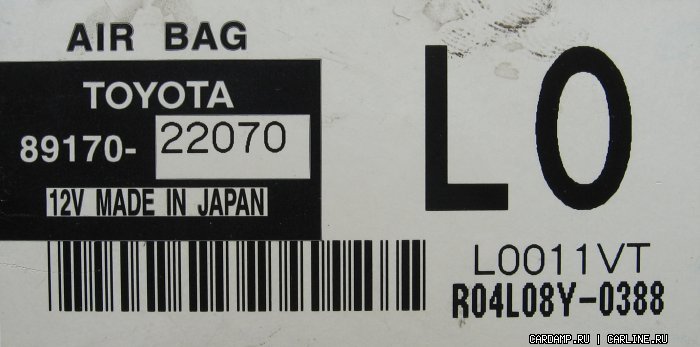 AIR BAG
TOYOTA
89170-22070
12V MADE IN JAPAN
L0
L0011VT
R04L08Y-0388
CARDAMP.RU | CARLINE.RU